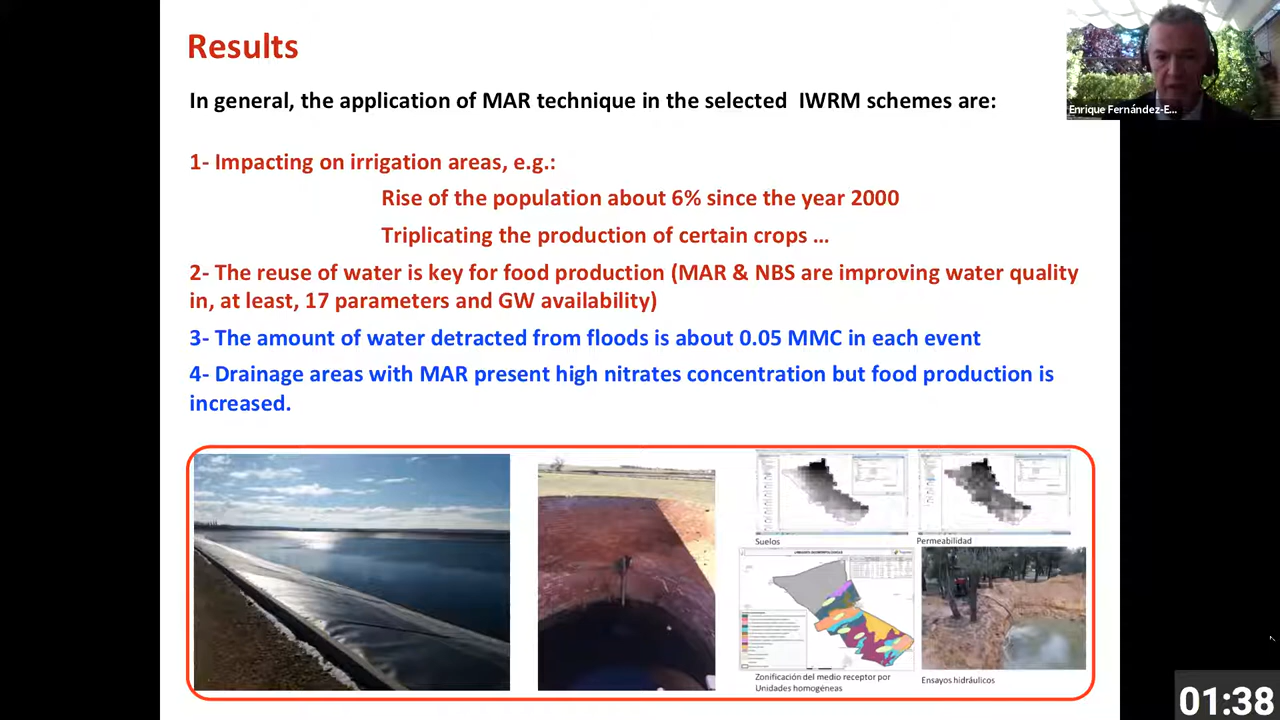 Results
In general, the application of MAR technique in the selected IWRM schemes are:
Enrique Fernández-E...
1- Impacting on irrigation areas, e.g.:
Rise of the population about 6% since the year 2000
Triplicating the production of certain crops ...
2- The reuse of water is key for food production (MAR & NBS are improving water quality
in, at least, 17 parameters and GW availability)
3- The amount of water detracted from floods is about 0.05 MMC in each event
4- Drainage areas with MAR present high nitrates concentration but food production is
increased.
Suelos
Permeabilidad
Zonificación del medio receptor por
Unidades homogéneas
Ensayos hidráulicos
01:38